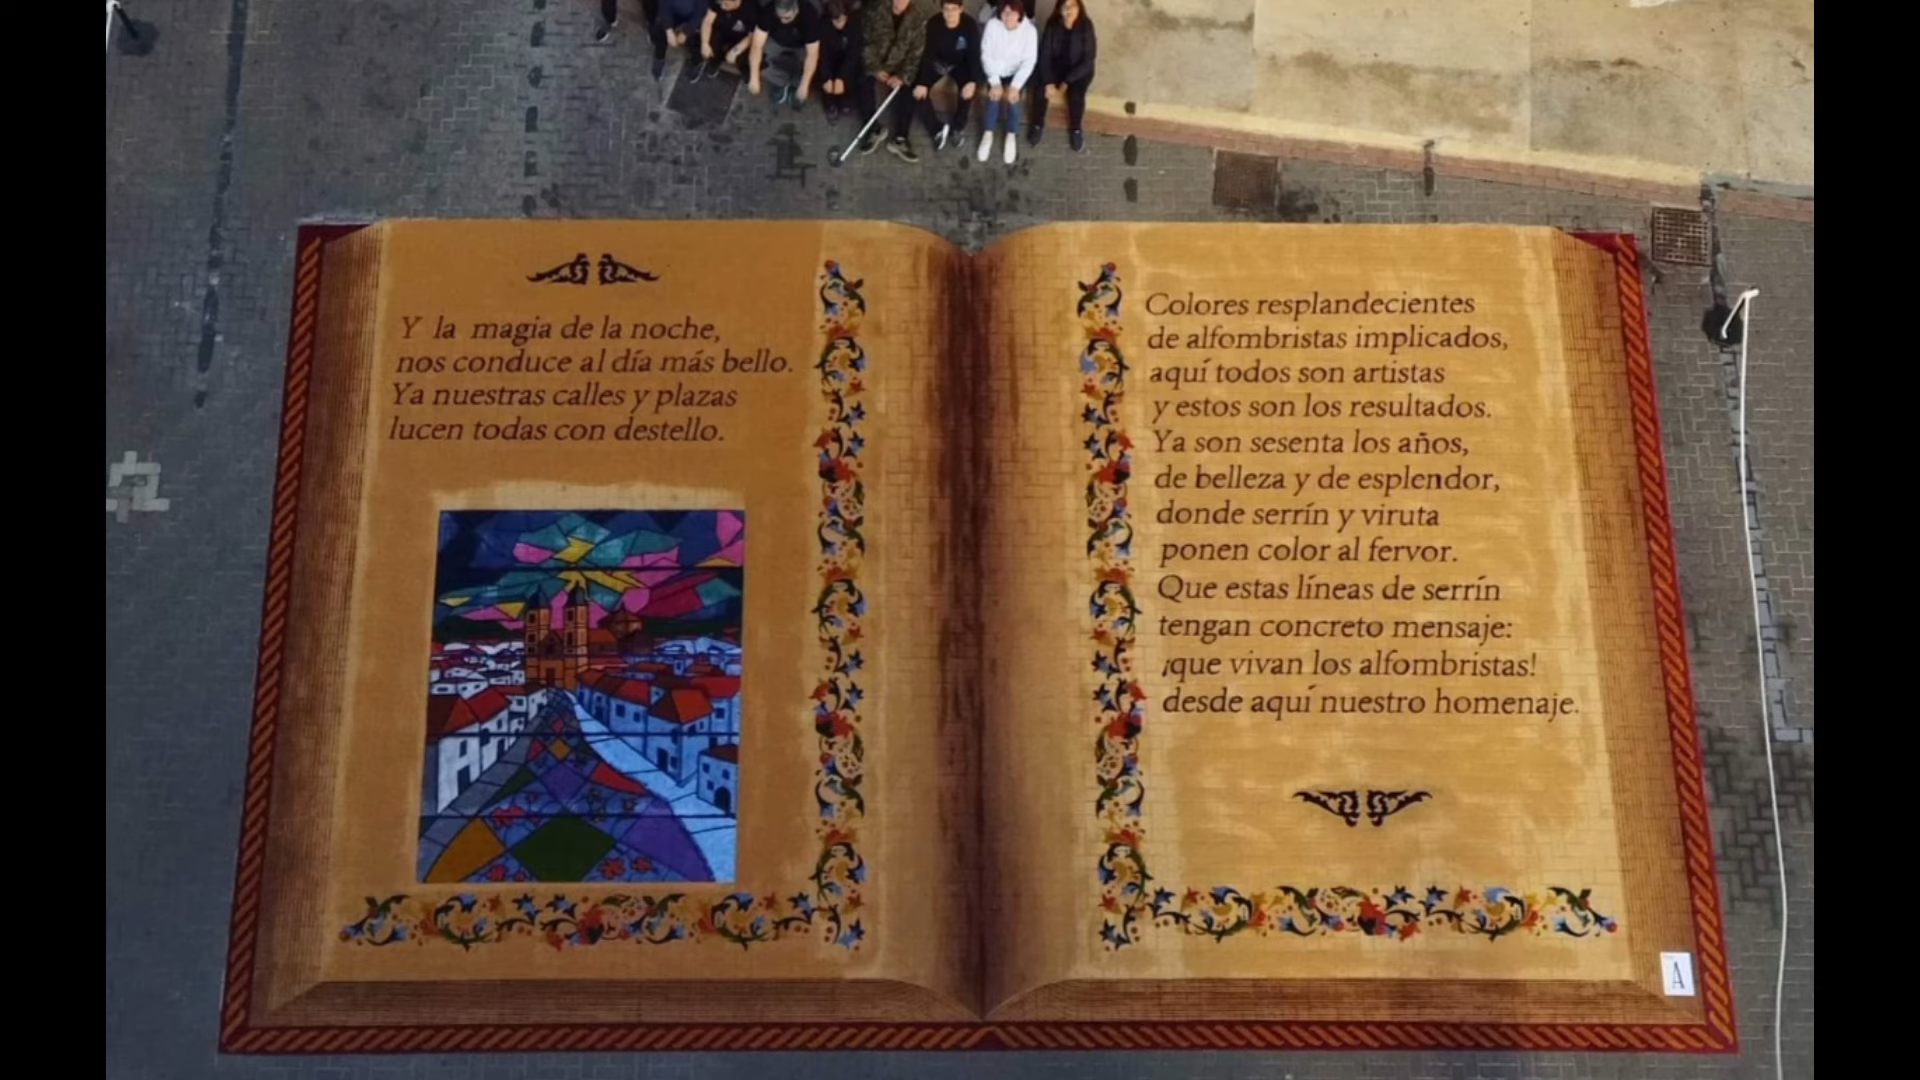 Y la magia de la noche,
nos conduce al día más bello.
Ya nuestras calles y plazas
lucen todas con destello.
Colores resplandecientes
de alfombristas implicados,
aquí todos son artistas
y estos son los resultados.
Ya son sesenta los años,
de belleza y de esplendor,
donde serrín y viruta
ponen color al fervor.
Que estas líneas de serrín
tengan concreto mensaje:
¡que vivan los alfombristas!
desde aquí nuestro homenaje.
A